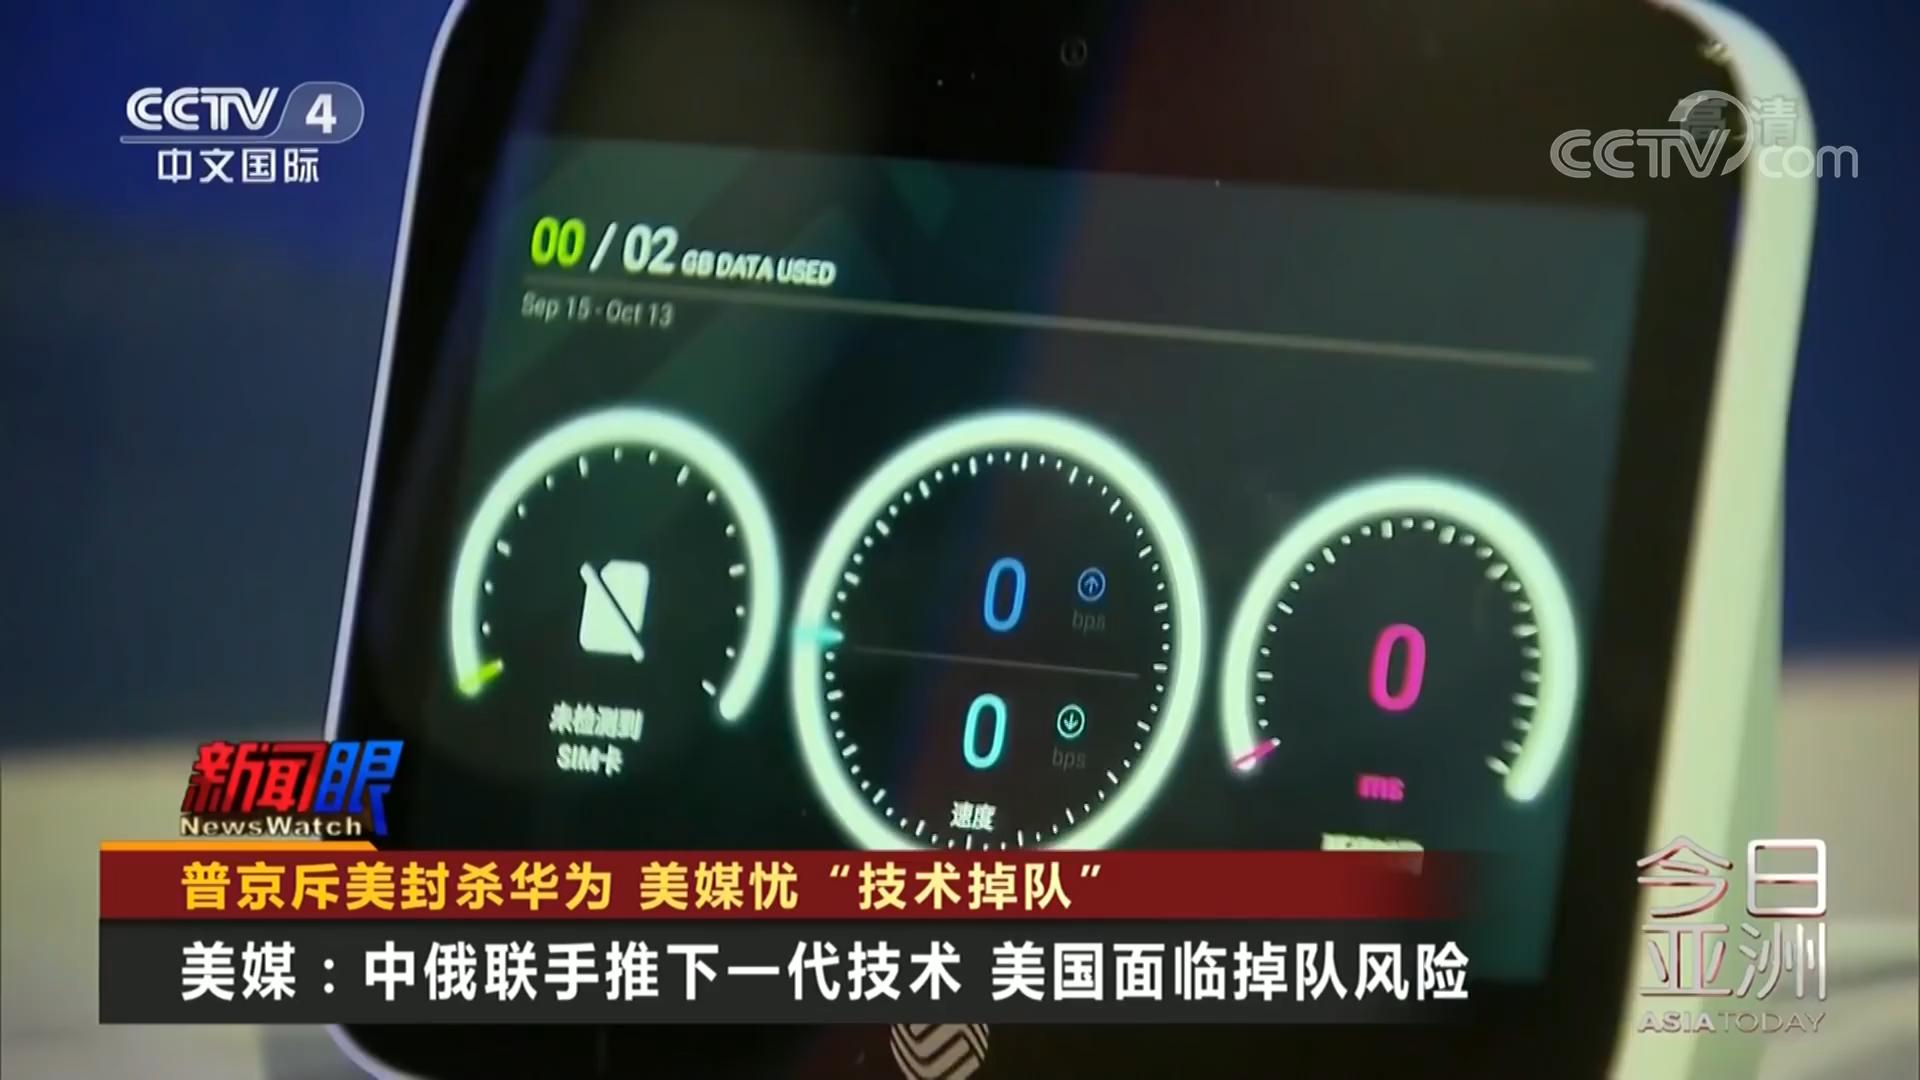 CCTV 4
中文国际
高清
CCTV.com
00 / 02 GB DATA USED
Sep 15 - Oct 13
未检测到
SIM卡
0 bps
0 bps
速度
0
ms
新闻眼
NewsWatch
普京斥美封杀华为 美媒忧“技术掉队”
美媒：中俄联手推下一代技术 美国面临掉队风险
今日
亚洲
ASIA TODAY